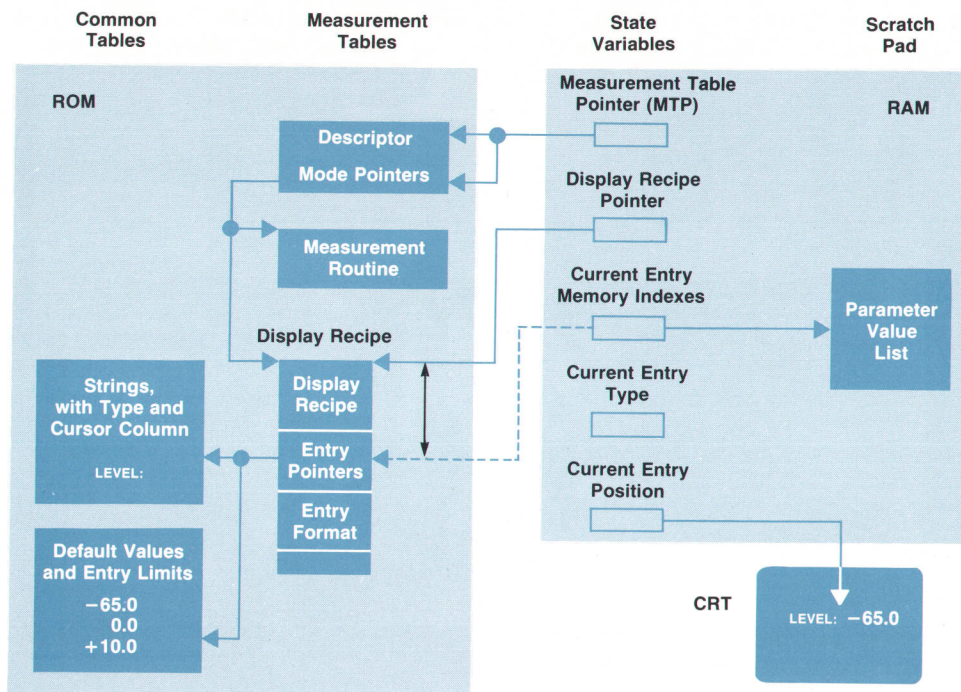 Common
Tables
Measurement
Tables
State
Variables
Scratch
Pad
ROM
Descriptor
Mode Pointers
Measurement
Routine
Display Recipe
Display
Recipe
Entry
Pointers
Entry
Format
Strings,
with Type and
Cursor Column
LEVEL:
Default Values
and Entry Limits
−65.0
0.0
+10.0
Measurement Table
Pointer (MTP)
RAM
Display Recipe
Pointer
Current Entry
Memory Indexes
Parameter
Value
List
Current Entry
Type
Current Entry
Position
CRT
LEVEL: −65.0